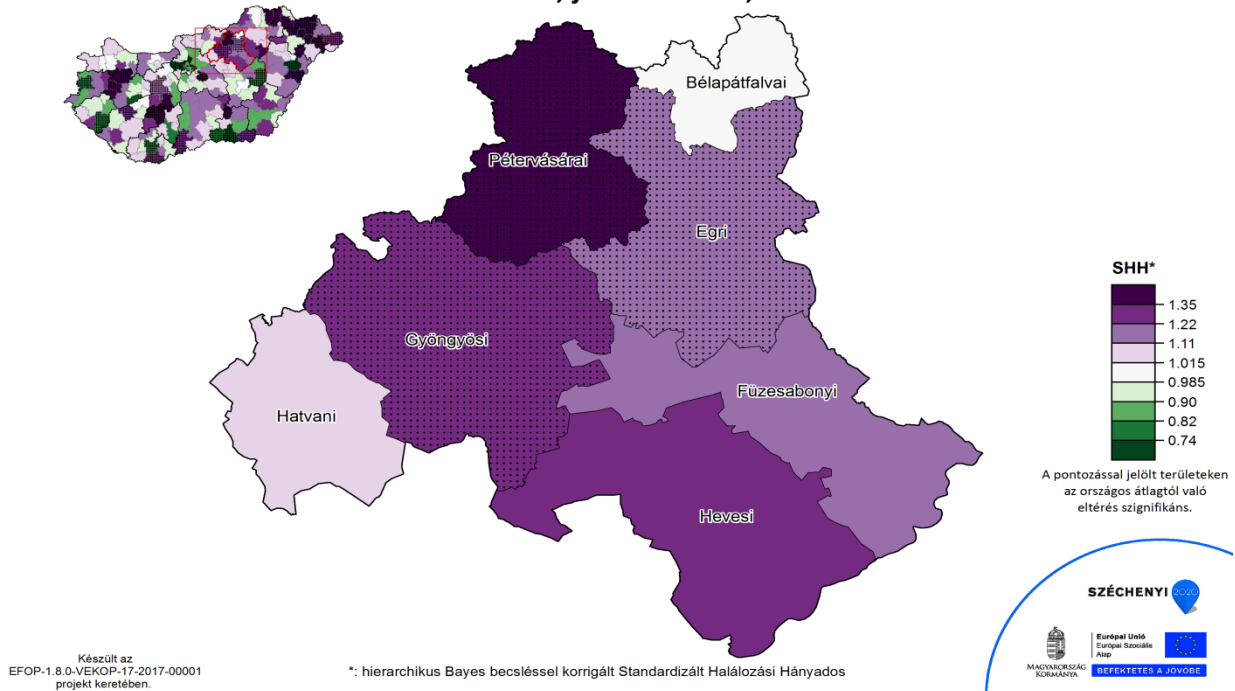 Bélapátfalvai
Pétervásárai
Egri
Gyöngyösi
Füzesabonyi
Hatvani
Hevesi
SHH*
1.35
1.22
1.11
1.015
0.985
0.90
0.82
0.74
A pontozással jelölt területeken
az országos átlagtól való
eltérés szignifikáns.
SZÉCHENYI 2020
MAGYARORSZÁG
KORMÁNYA
Európai Unió
Európai Szociális
Alap
BEFEKTETÉS A JÖVŐBE
Készült az
EFOP-1.8.0-VEKOP-17-2017-00001
projekt keretében.
*: hierarchikus Bayes becsléssel korrigált Standardizált Halálozási Hányados